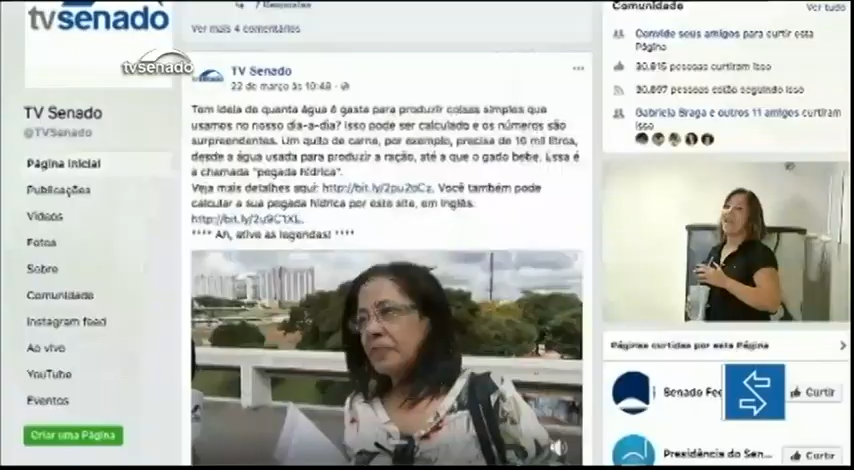 tvsenado
tvsenado
TV Senado
@TVSenado
Página Inicial
Publicações
Vídeos
Fotos
Sobre
Comunidade
Instagram feed
Ao vivo
YouTube
Eventos
Criar uma Página
7 Respostas
Ver mais 4 comentários
TV Senado
22 de março às 10:48
Tem ideia de quanta água é gasta para produzir coisas simples que
usamos no nosso dia-a-dia? Isso pode ser calculado e os números são
surpreendentes. Um quilo de carne, por exemplo, precisa de 16 mil litros,
desde a água usada para produzir a ração, até a que o gado bebe. Essa é
a chamada "pegada hídrica".
Veja mais detalhes aqui: Você também pode
calcular a sua pegada hídrica por este site, em inglês.
**** Ah, ative as legendas! ****
Comunidade
Ver tudo
Convide seus amigos para curtir esta
Página
pessoas curtiram isso
pessoas estão seguindo isso
Gabriela Braga e outros 11 amigos curtiram
isso
Páginas curtidas por esta Página
Senado Fed
Curtir
Presidência do Sen...
Curtir